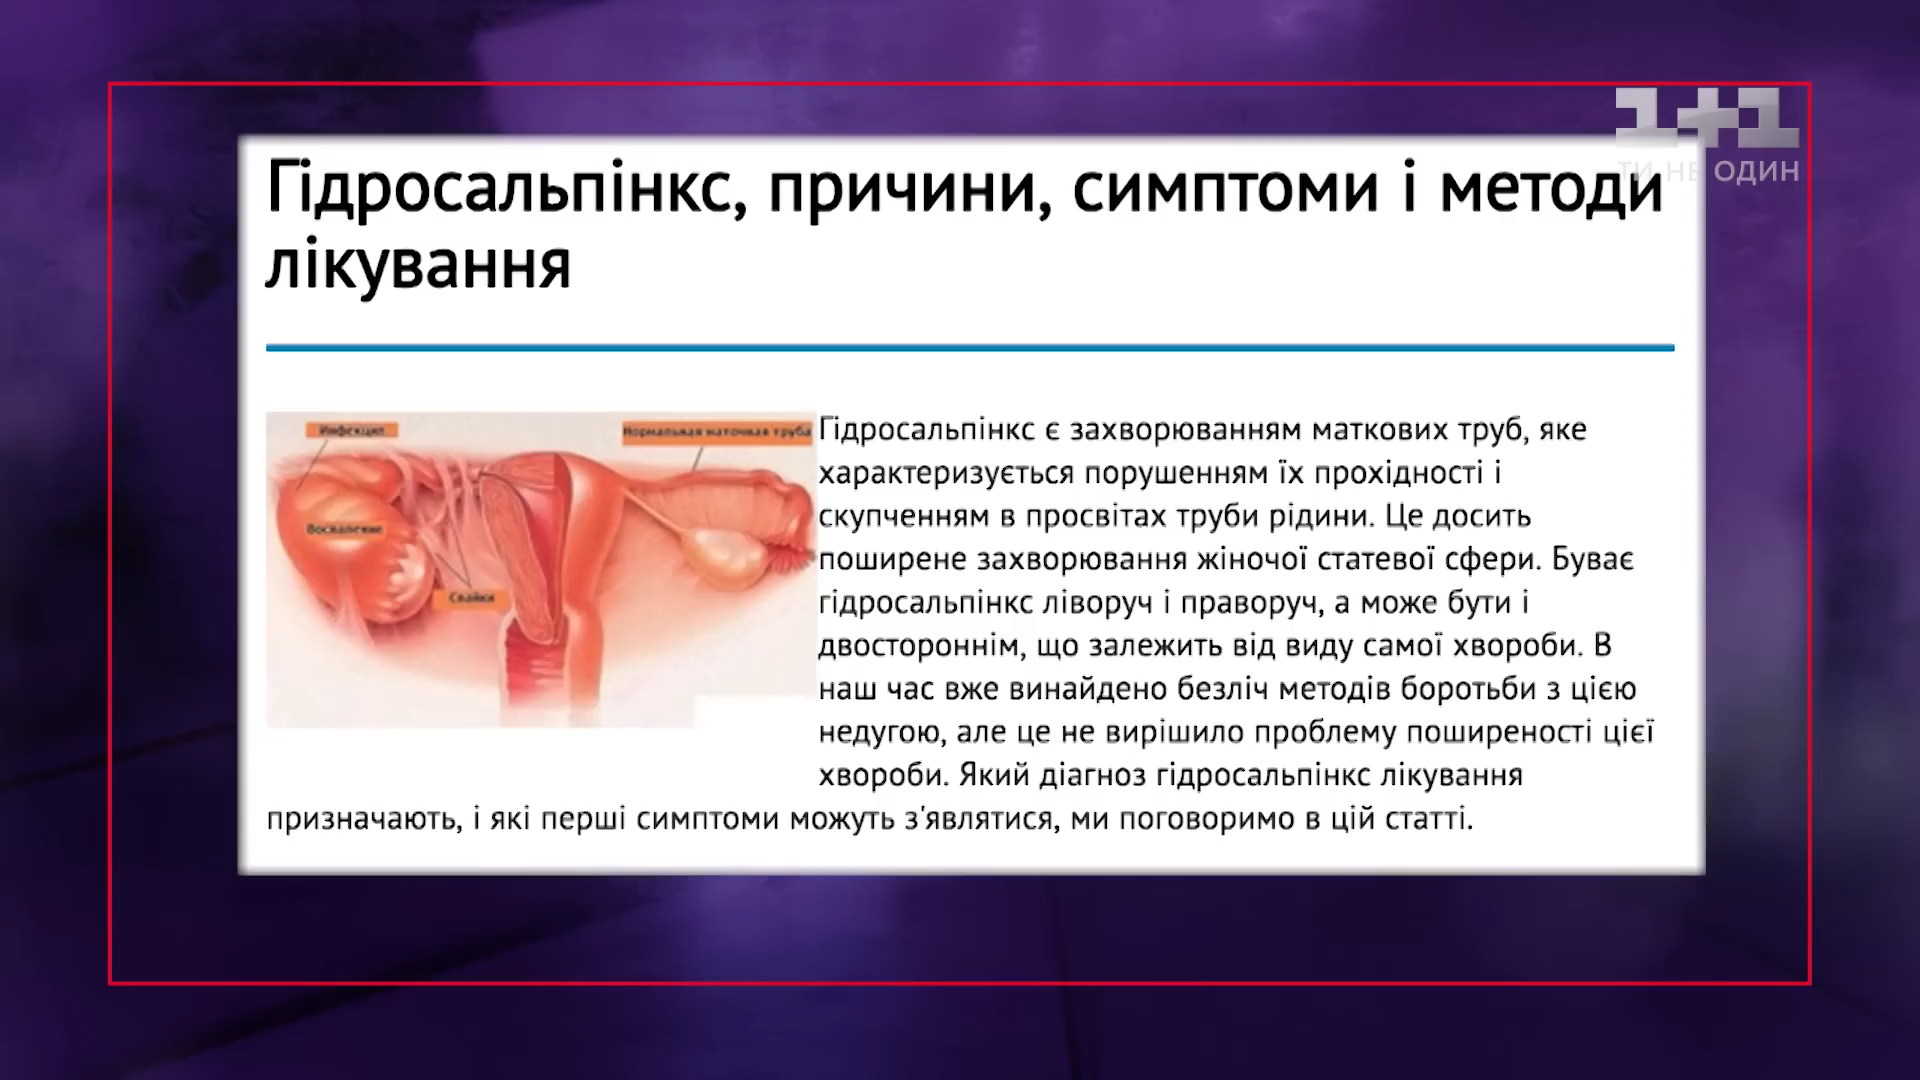 1+1
ТИ НЕ ОДИН
Гідросальпінкс, причини, симптоми і методи
лікування
Инфекция
Нормальная маточная труба
Воспаление
Спайки
Гідросальпінкс є захворюванням маткових труб, яке
характеризується порушенням їх прохідності і
скупченням в просвітах труби рідини. Це досить
поширене захворювання жіночої статевої сфери. Буває
гідросальпінкс ліворуч і праворуч, а може бути і
двостороннім, що залежить від виду самої хвороби. В
наш час вже винайдено безліч методів боротьби з цією
недугою, але це не вирішило проблему поширеності цієї
хвороби. Який діагноз гідросальпінкс лікування
призначають, і які перші симптоми можуть з'являтися, ми поговоримо в цій статті.